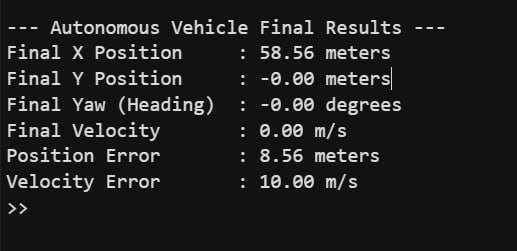 --- Autonomous Vehicle Final Results ---
Final X Position     : 58.56 meters
Final Y Position     : -0.00 meters
Final Yaw (Heading)  : -0.00 degrees
Final Velocity       : 0.00 m/s
Position Error       : 8.56 meters
Velocity Error       : 10.00 m/s
>>